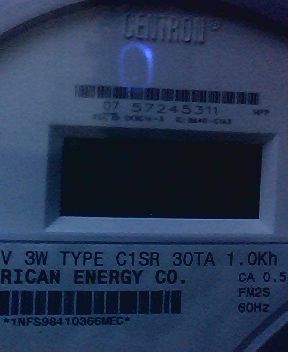 CENTRON®
07 57245311
V 3W TYPE C1SR 30TA 1.0Kh
RICAN ENERGY CO.
CA 0.5
FM2S
60Hz
*1NFS98410366MEC*